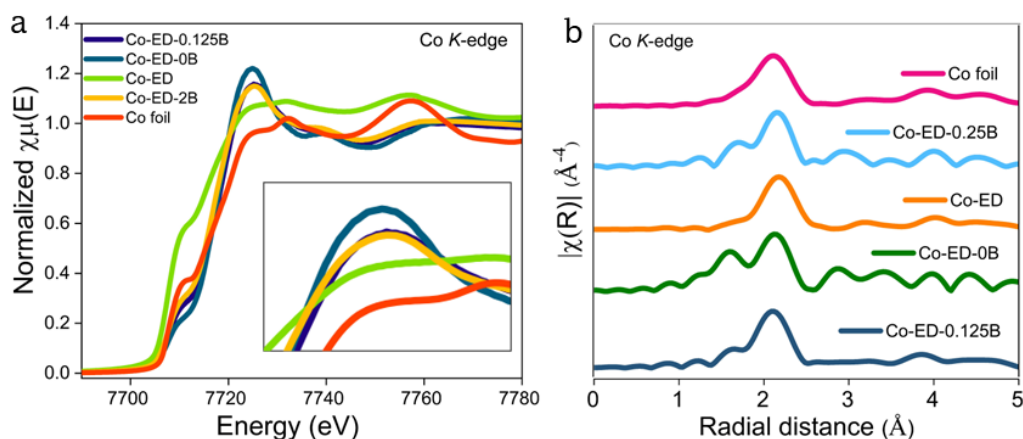 a
Co K-edge
Co-ED-0.125B
Co-ED-0B
Co-ED
Co-ED-2B
Co foil
Normalized χμ(E)
1.4
1.2
1.0
0.8
0.6
0.4
0.2
0.0
7700 7720 7740 7760 7780
Energy (eV)
b
Co K-edge
Co foil
Co-ED-0.25B
Co-ED
Co-ED-0B
Co-ED-0.125B
|χ(R)| (Å⁻⁴)
0 1 2 3 4 5
Radial distance (Å)